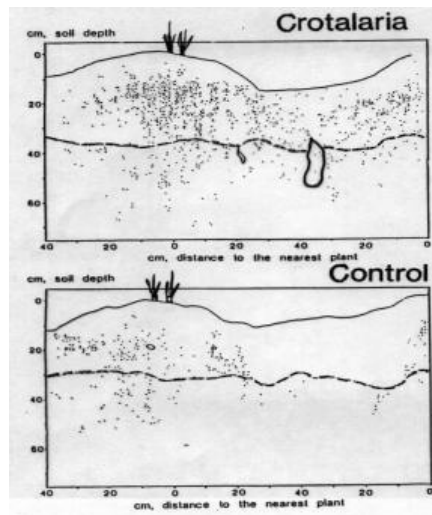 Crotalaria
cm, soil depth
0
20
40
60
40 20 0 20 40 20 0
cm, distance to the nearest plant
Control
cm, soil depth
0
20
40
60
40 20 0 20 40 20 0
cm, distance to the nearest plant